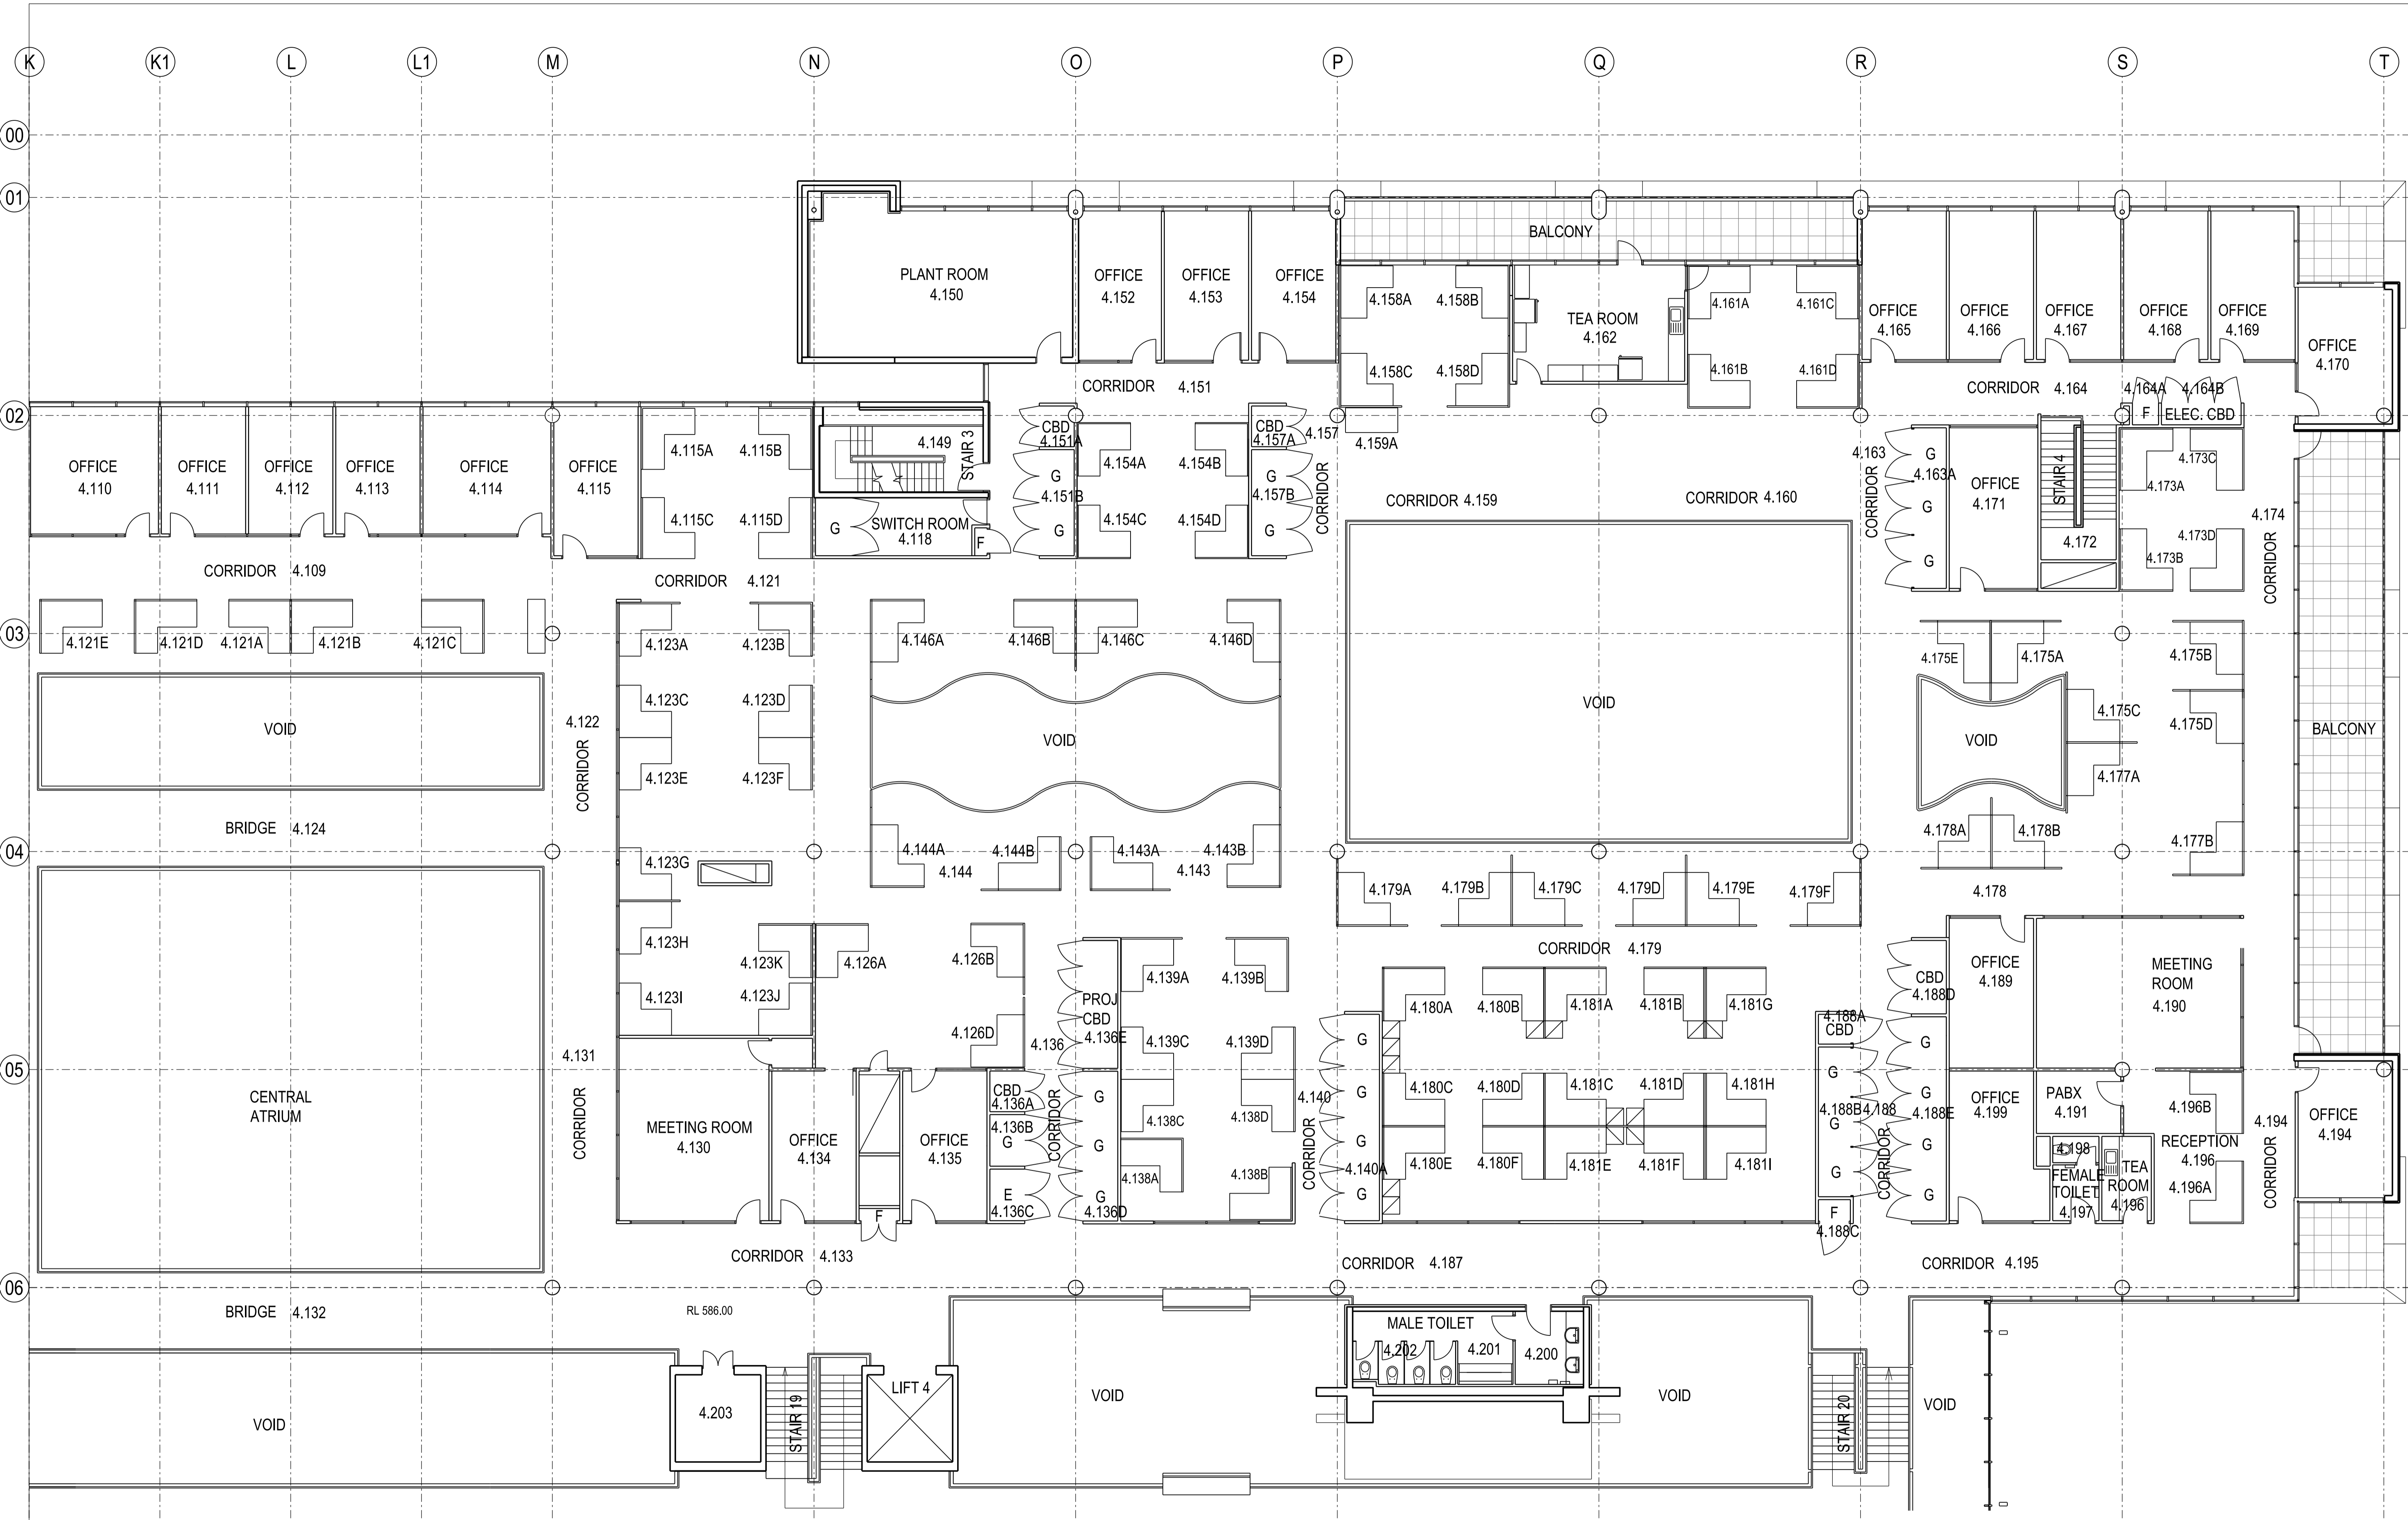 K
K1
L
L1
M
N
O
P
Q
R
S
T
00
01
02
03
04
05
06
BALCONY
PLANT ROOM
4.150
OFFICE
4.152
OFFICE
4.153
OFFICE
4.154
4.158A
4.158B
4.158C
4.158D
TEA ROOM
4.162
4.161A
4.161C
4.161B
4.161D
OFFICE
4.165
OFFICE
4.166
OFFICE
4.167
OFFICE
4.168
OFFICE
4.169
OFFICE
4.170
CORRIDOR 4.151
CORRIDOR 4.164
4.164A
4.164B
F
ELEC. CBD
OFFICE
4.110
OFFICE
4.111
OFFICE
4.112
OFFICE
4.113
OFFICE
4.114
OFFICE
4.115
4.115A
4.115B
4.115C
4.115D
4.149
STAIR 3
G
SWITCH ROOM
4.118
F
CBD
4.151A
G
4.151B
G
4.154A
4.154B
4.154C
4.154D
CBD
4.157A
G
4.157B
G
4.157
CORRIDOR
4.159A
CORRIDOR 4.159
CORRIDOR 4.160
4.163
CORRIDOR
G
4.163A
G
G
OFFICE
4.171
STAIR 4
4.172
4.173C
4.173A
4.173D
4.173B
4.174
CORRIDOR
CORRIDOR 4.109
CORRIDOR 4.121
4.121E
4.121D
4.121A
4.121B
4.121C
4.123A
4.123B
4.146A
4.146B
4.146C
4.146D
4.175E
4.175A
4.175B
VOID
4.122
CORRIDOR
4.123C
4.123D
4.123E
4.123F
VOID
VOID
VOID
4.175C
4.175D
4.177A
BALCONY
BRIDGE 4.124
4.123G
4.144A
4.144B
4.144
4.143A
4.143B
4.143
4.178A
4.178B
4.177B
4.179A
4.179B
4.179C
4.179D
4.179E
4.179F
4.178
4.123H
4.123K
4.126A
4.126B
4.123I
4.123J
4.126D
4.139A
4.139B
CORRIDOR 4.179
PROJ
CBD
4.136E
4.136
4.139C
4.139D
4.180A
4.180B
4.181A
4.181B
4.181G
4.188A
CBD
CBD
4.188D
OFFICE
4.189
MEETING
ROOM
4.190
CENTRAL
ATRIUM
4.131
CORRIDOR
MEETING ROOM
4.130
OFFICE
4.134
OFFICE
4.135
F
CBD
4.136A
4.136B
G
E
4.136C
CORRIDOR
G
G
G
4.136D
4.138C
4.138D
4.138A
4.138B
4.140
CORRIDOR
G
G
G
4.140A
G
4.180C
4.180D
4.181C
4.181D
4.181H
4.180E
4.180F
4.181E
4.181F
4.181I
G
4.188B
G
G
F
4.188C
4.188
CORRIDOR
G
G
4.188E
G
G
OFFICE
4.199
PABX
4.191
4.196B
RECEPTION
4.196
4.196A
4.198
FEMALE
TOILET
4.197
TEA
ROOM
4.196
4.194
CORRIDOR
OFFICE
4.194
CORRIDOR 4.133
CORRIDOR 4.187
CORRIDOR 4.195
BRIDGE 4.132
RL 586.00
VOID
4.203
STAIR 19
LIFT 4
VOID
MALE TOILET
4.202
4.201
4.200
VOID
STAIR 20
VOID